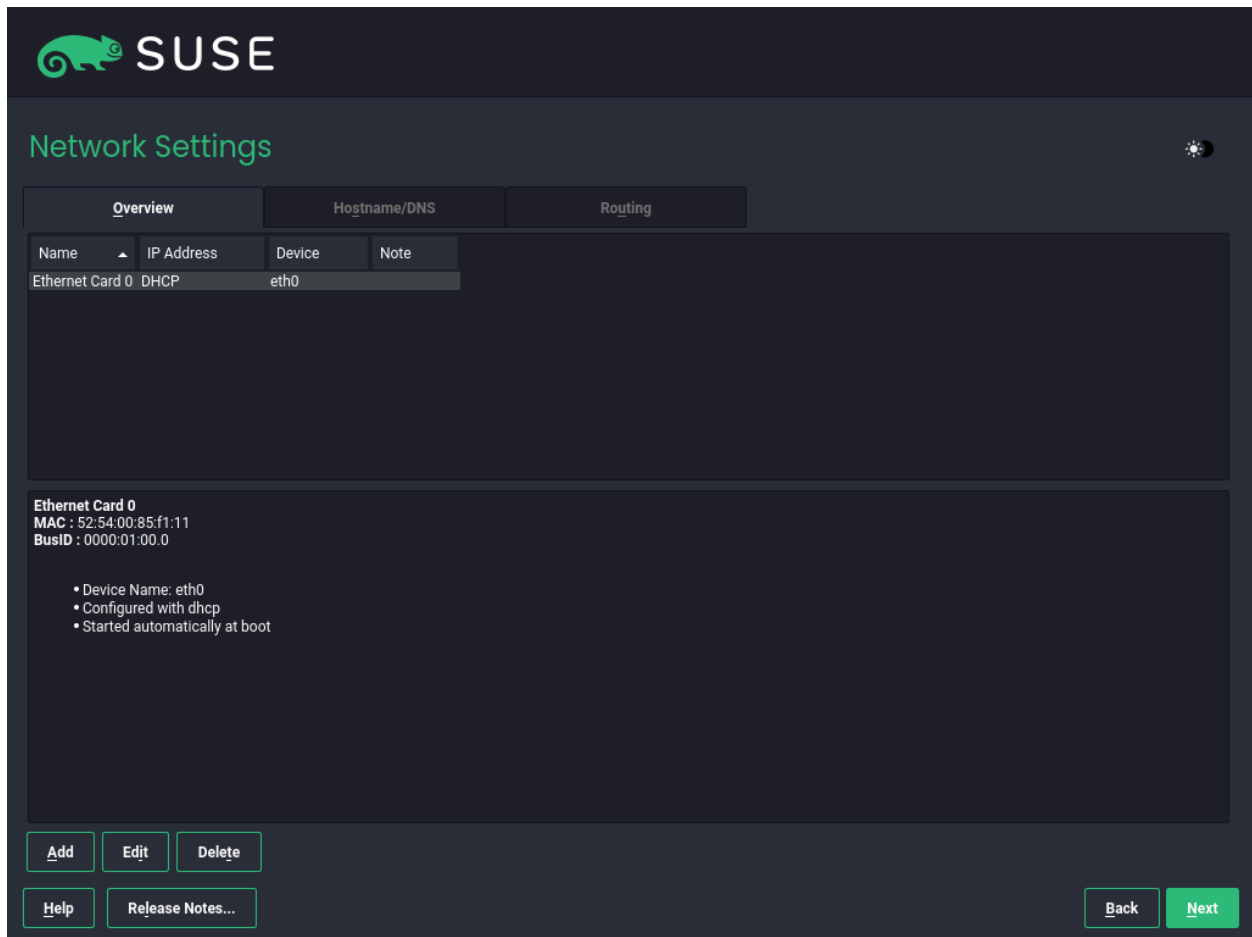 SUSE
Network Settings
Overview Hostname/DNS Routing
Name IP Address Device Note
Ethernet Card 0 DHCP eth0
Ethernet Card 0
MAC : 52:54:00:85:f1:11
BusID : 0000:01:00.0
• Device Name: eth0
• Configured with dhcp
• Started automatically at boot
Add Edit Delete
Help Release Notes... Back Next